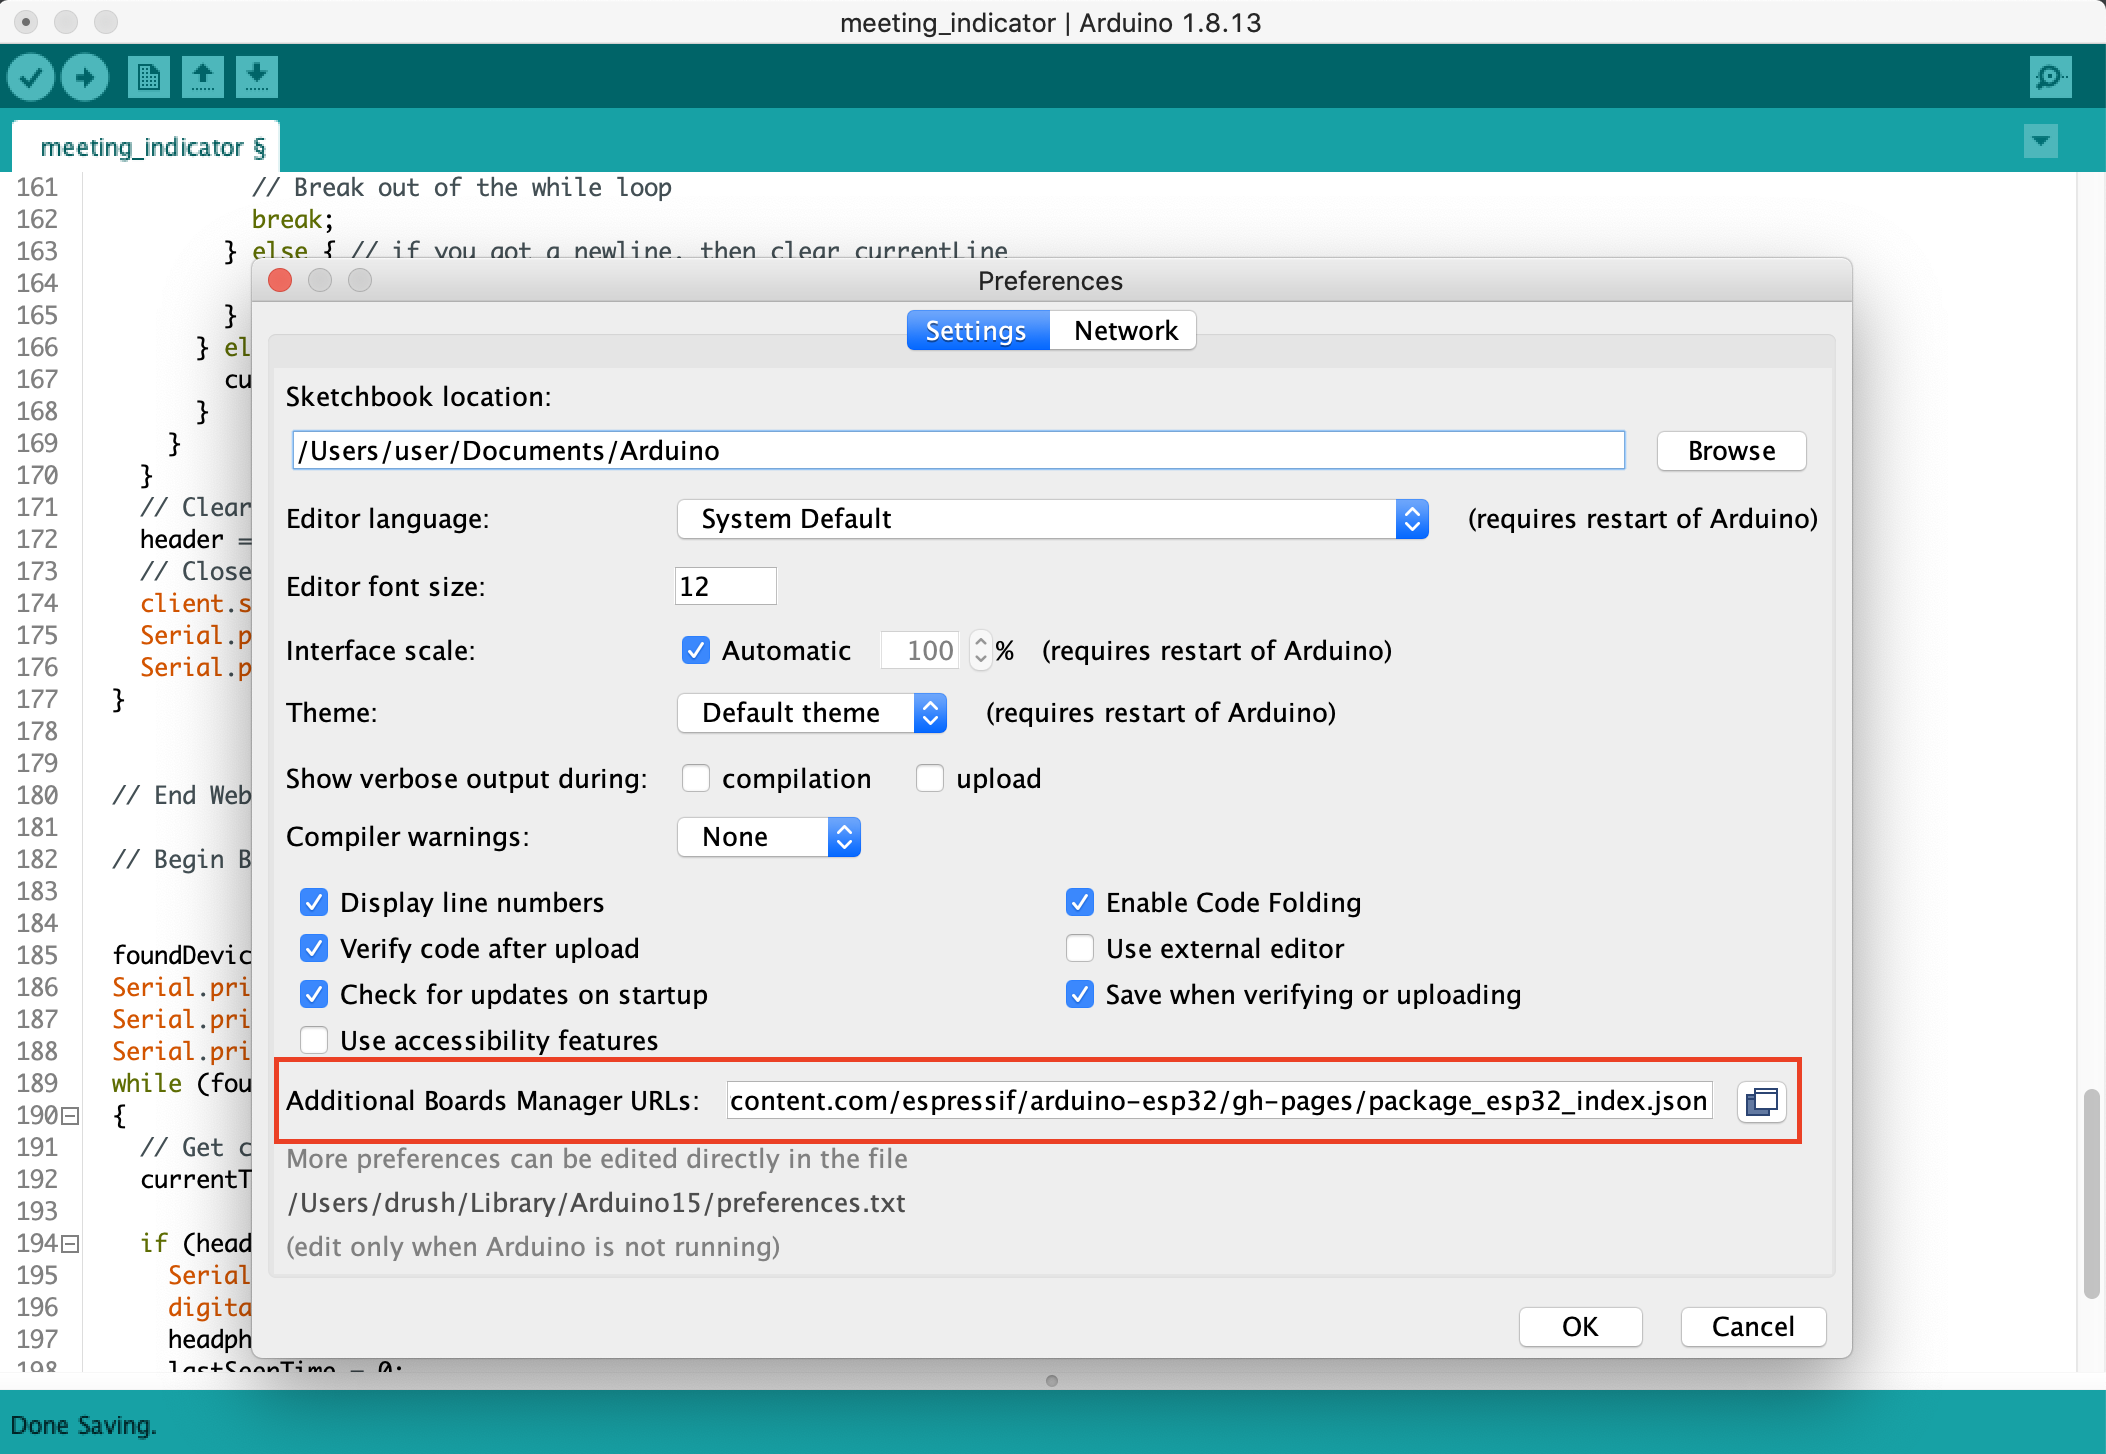 meeting_indicator | Arduino 1.8.13
meeting_indicator §
161 // Break out of the while loop
162 break;
163 } else { // if you got a newline, then clear currentLine
164
165 }
166 } el
167 cu
168 }
169 }
170 }
171 // Clear
172 header =
173 // Close
174 client.s
175 Serial.p
176 Serial.p
177 }
178
179
180 // End Web
181
182 // Begin B
183
184
185 foundDevic
186 Serial.pri
187 Serial.pri
188 Serial.pri
189 while (fou
190 {
191 // Get c
192 currentT
193
194 if (head
195 Serial
196 digita
197 headph
198 lastSeenTime = 0;
Preferences
Settings Network
Sketchbook location:
/Users/user/Documents/Arduino Browse
Editor language: System Default (requires restart of Arduino)
Editor font size: 12
Interface scale: Automatic 100 % (requires restart of Arduino)
Theme: Default theme (requires restart of Arduino)
Show verbose output during: compilation upload
Compiler warnings: None
Display line numbers Enable Code Folding
Verify code after upload Use external editor
Check for updates on startup Save when verifying or uploading
Use accessibility features
Additional Boards Manager URLs: content.com/espressif/arduino-esp32/gh-pages/package_esp32_index.json
More preferences can be edited directly in the file
/Users/drush/Library/Arduino15/preferences.txt
(edit only when Arduino is not running)
OK Cancel
Done Saving.